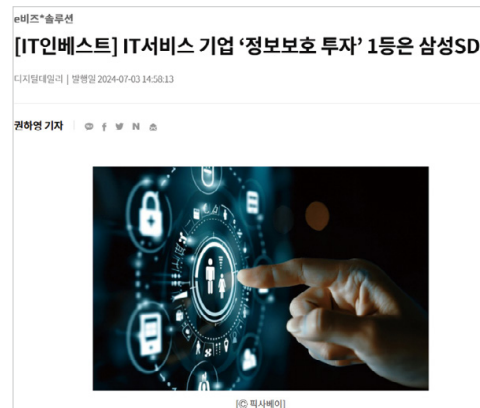 e비즈*솔루션
[IT인베스트] IT서비스 기업 ‘정보보호 투자’ 1등은 삼성SD
디지털데일리 | 발행일 2024-07-03 14:58:13
권하영 기자
[© 픽사베이]